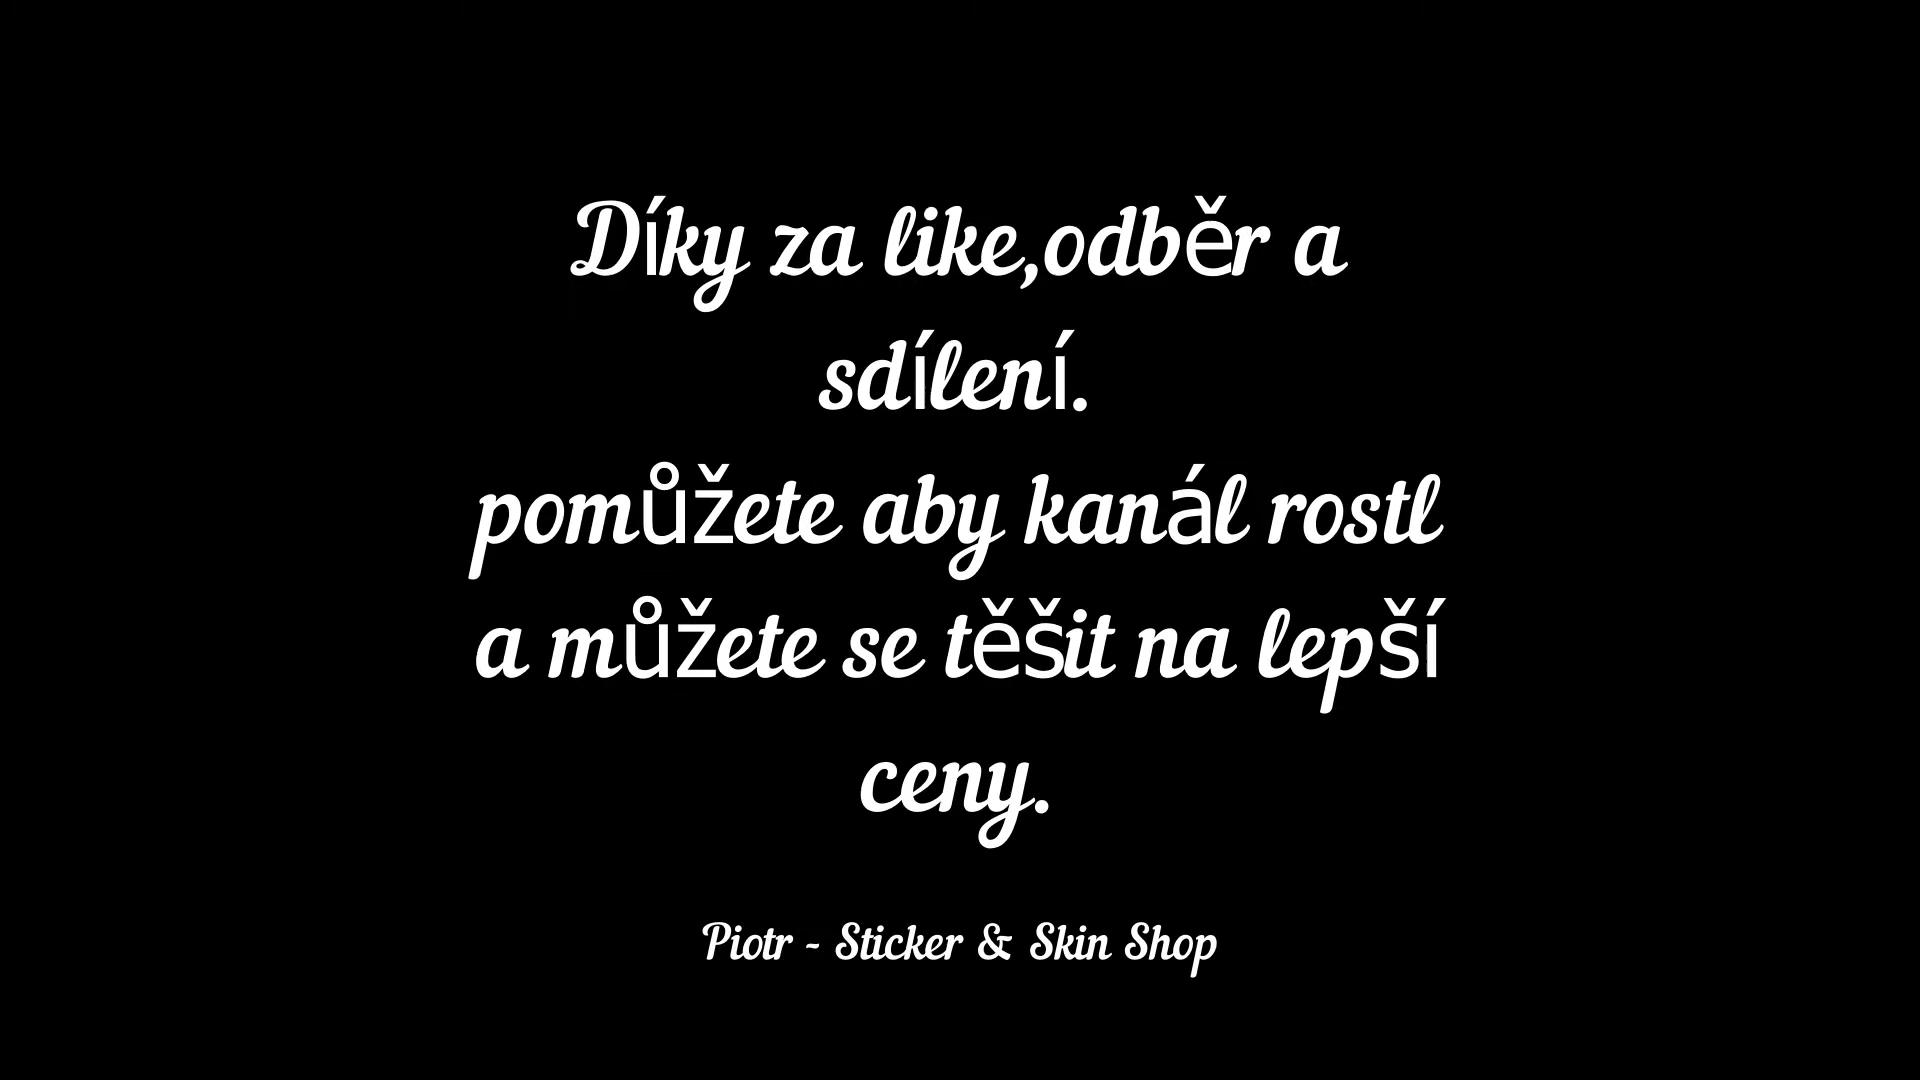 Díky za like,odběr a
sdílení.
pomůžete aby kanál rostl
a můžete se těšit na lepší
ceny.
Piotr - Sticker & Skin Shop